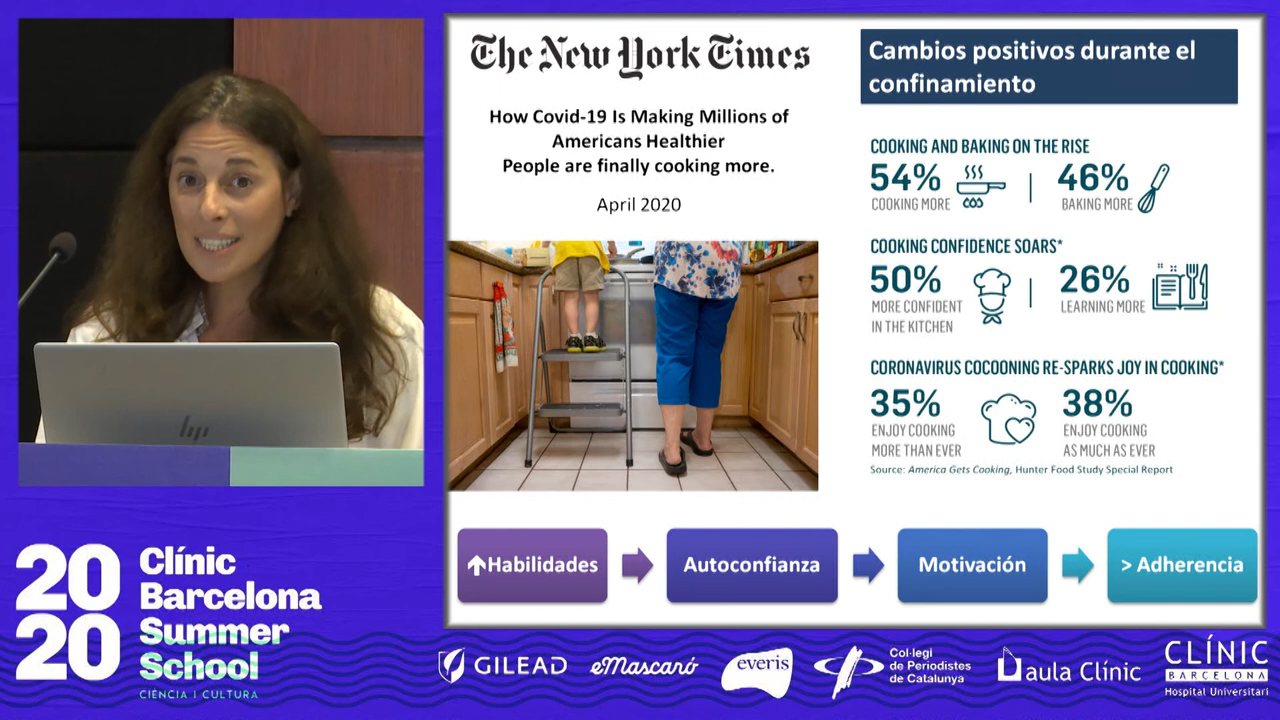 The New York Times
How Covid-19 Is Making Millions of
Americans Healthier
People are finally cooking more.
April 2020
Cambios positivos durante el
confinamiento
COOKING AND BAKING ON THE RISE
54%
COOKING MORE
46%
BAKING MORE
COOKING CONFIDENCE SOARS*
50%
MORE CONFIDENT
IN THE KITCHEN
26%
LEARNING MORE
CORONAVIRUS COCOONING RE-SPARKS JOY IN COOKING*
35%
ENJOY COOKING
MORE THAN EVER
38%
ENJOY COOKING
AS MUCH AS EVER
Source: America Gets Cooking, Hunter Food Study Special Report
Habilidades
Autoconfianza
Motivación
> Adherencia
hp
20
20
Clínic
Barcelona
Summer
School
CIÈNCIA I CULTURA
GILEAD
eMascaró
everis
Col·legi
de Periodistes
de Catalunya
aula Clínic
CLÍNIC
BARCELONA
Hospital Universitari